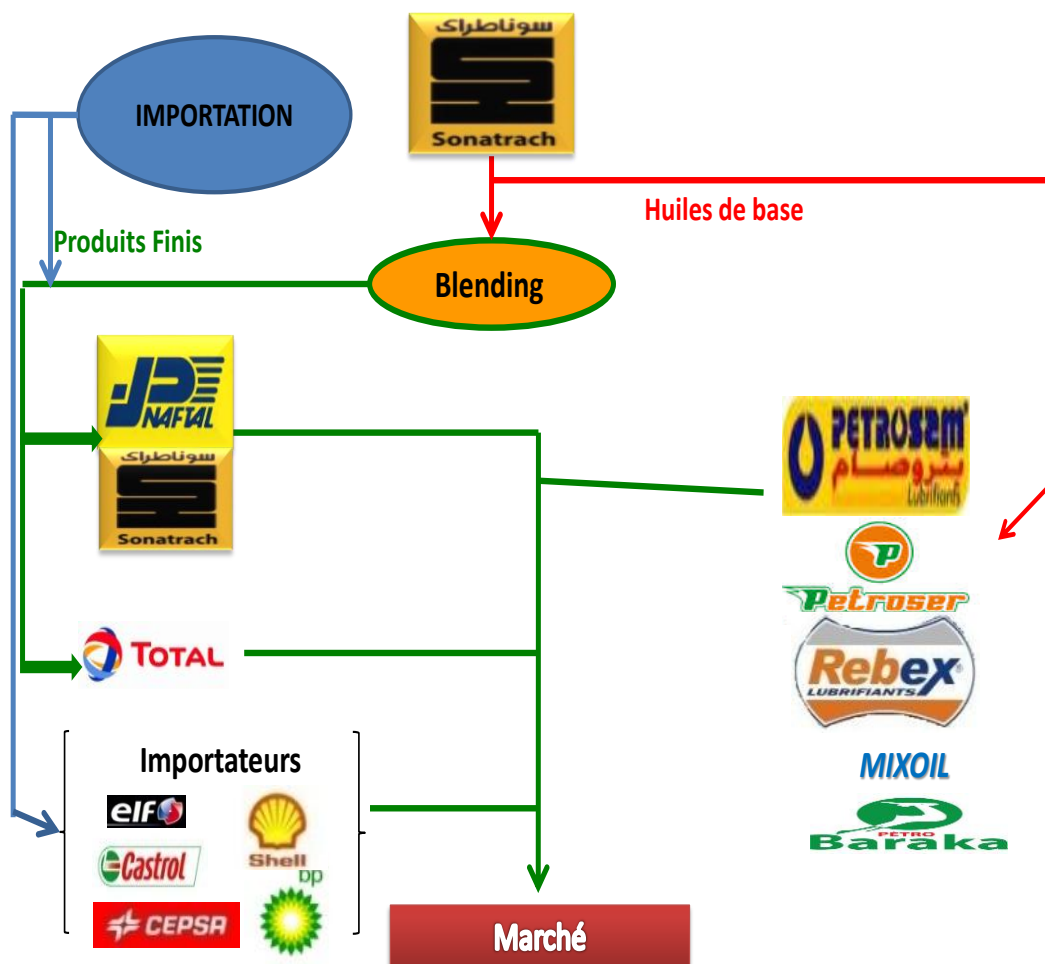 سوناطراك
Sonatrach
IMPORTATION
Huiles de base
Produits Finis
Blending
NAFTAL
سوناطراك
Sonatrach
PETROSEM
بتروصام
Lubrifiants
P
Petroser
Rebex
LUBRIFIANTS
TOTAL
Importateurs
elf
Shell
Castrol
bp
CEPSA
MIXOIL
PETRO
Baraka
Marché